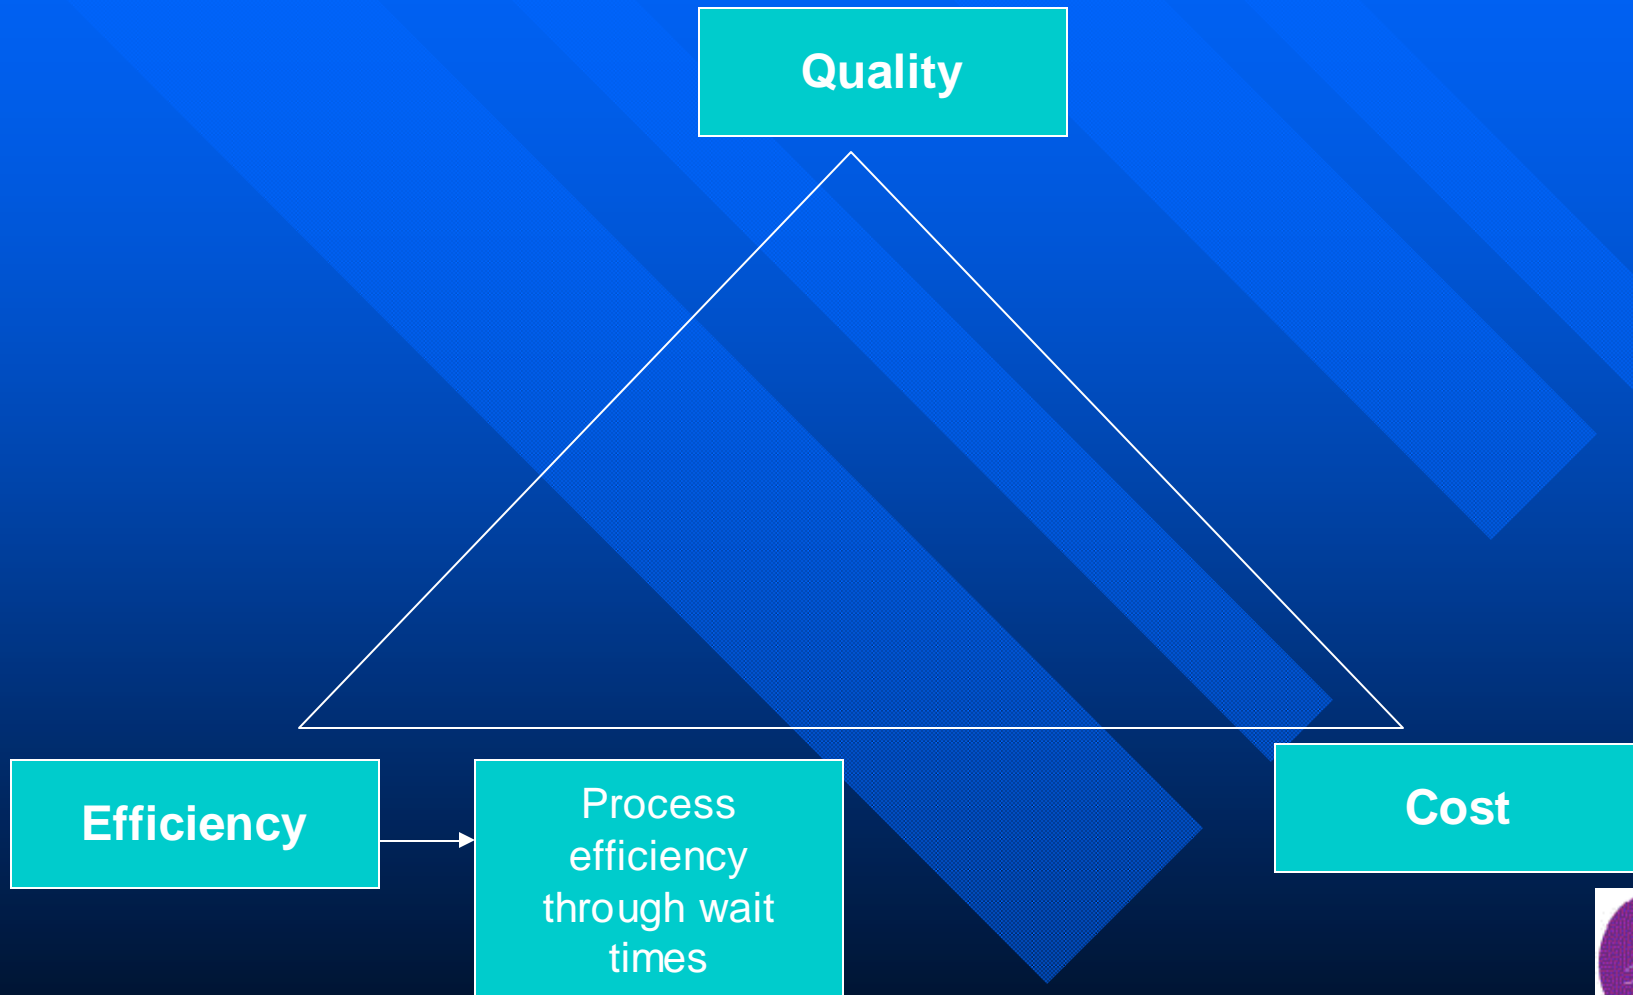 Quality
Efficiency
Process
efficiency
through wait
times
Cost